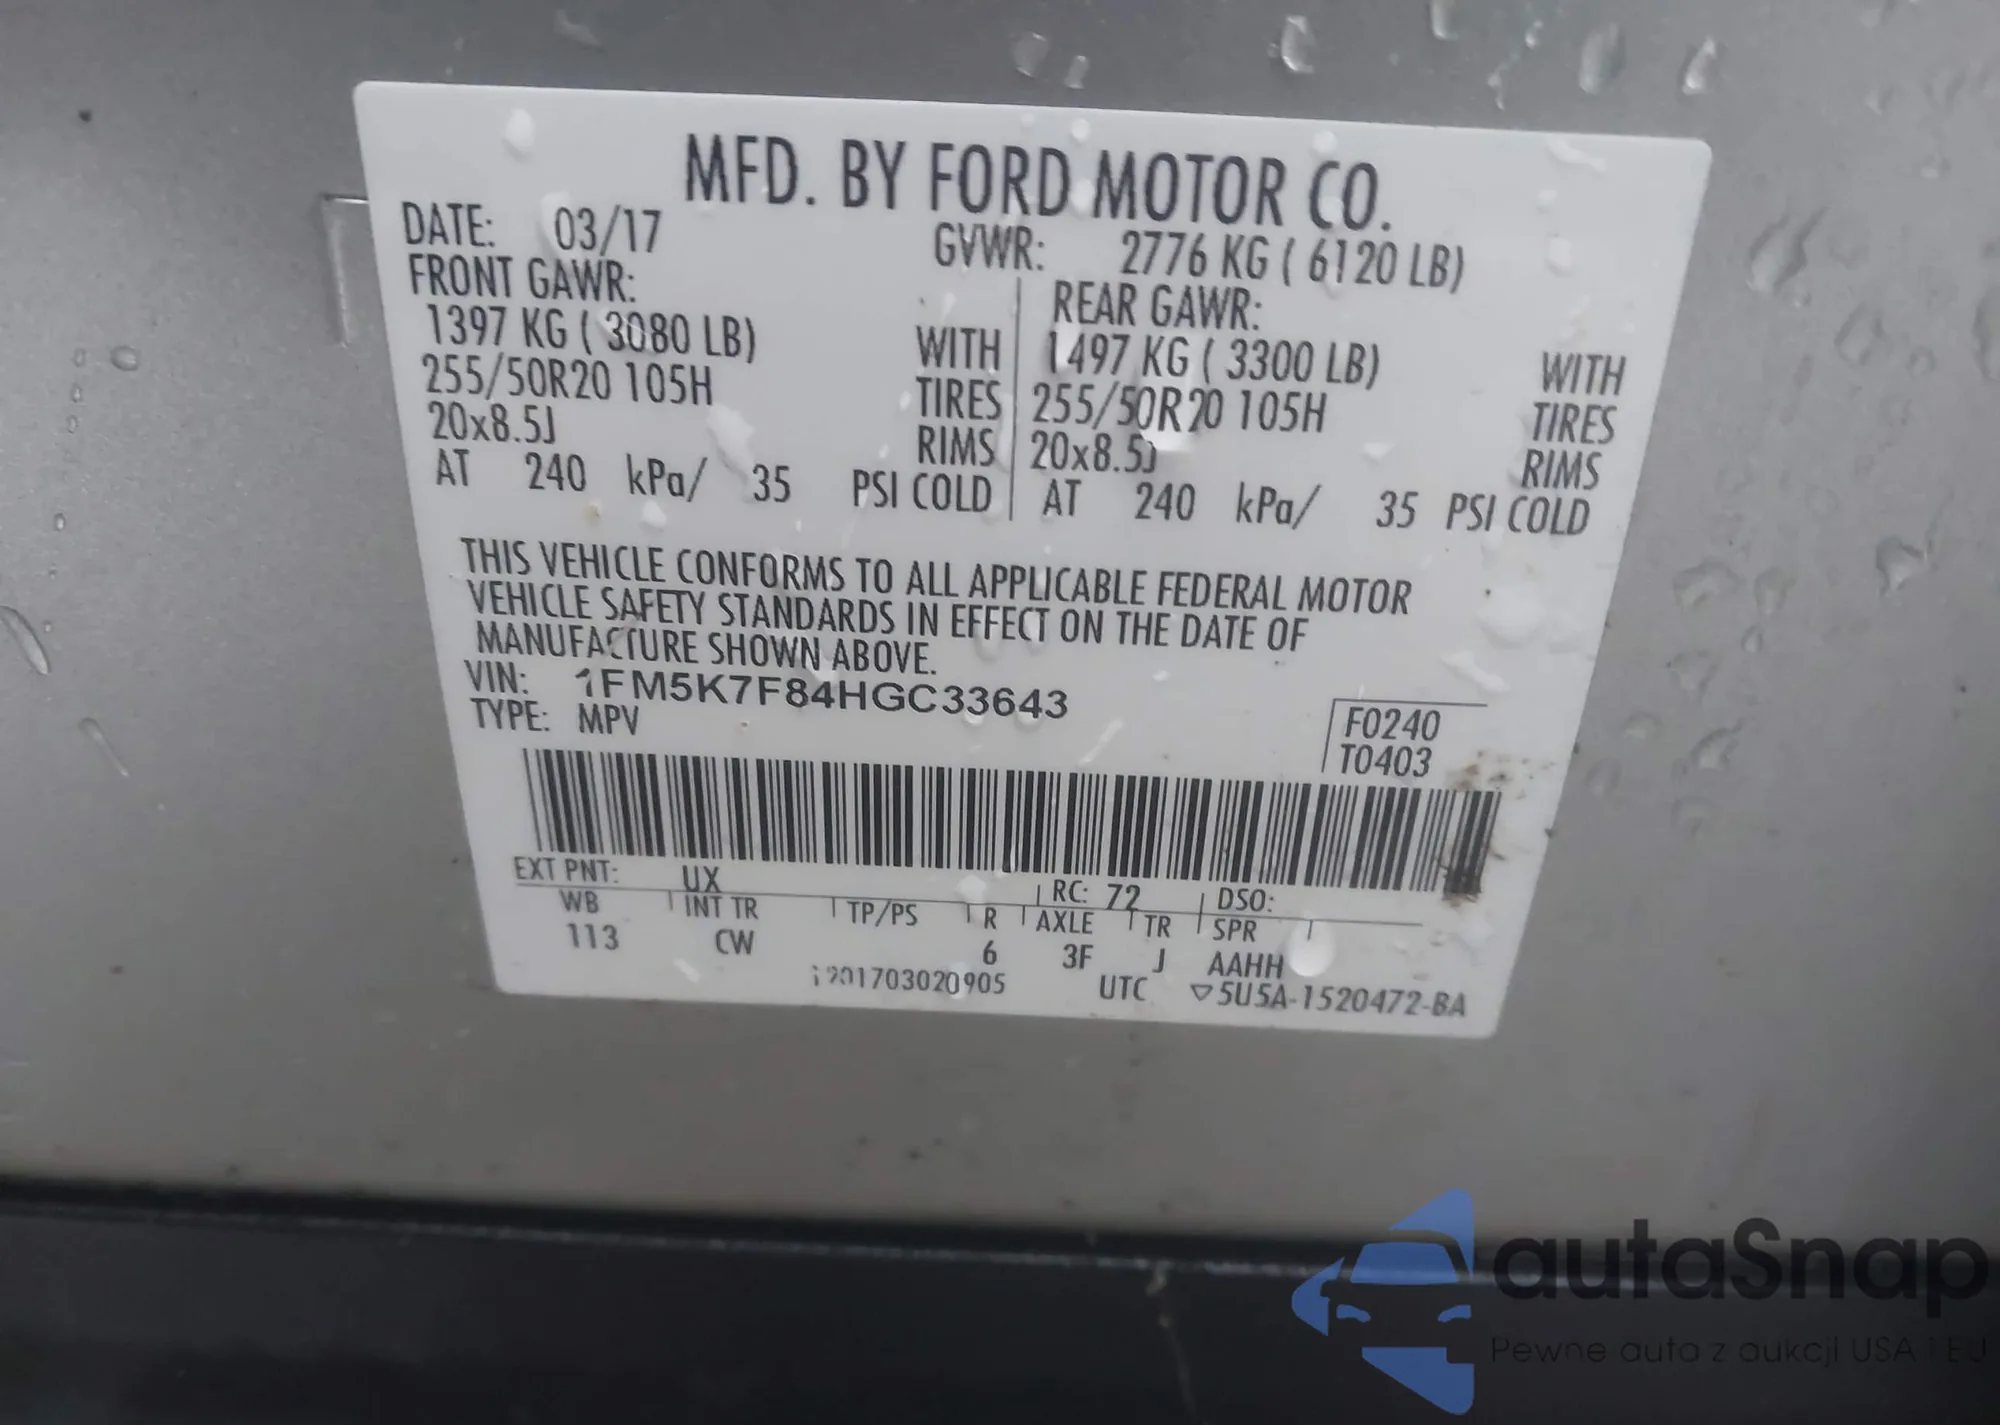 MFD. BY FORD MOTOR CO.
DATE: 03/17 GVWR: 2776 KG ( 6120 LB)
FRONT GAWR: REAR GAWR:
1397 KG ( 3080 LB) WITH 1497 KG ( 3300 LB) WITH
255/50R20 105H TIRES 255/50R20 105H TIRES
20x8.5J RIMS 20x8.5J RIMS
AT 240 kPa/ 35 PSI COLD AT 240 kPa/ 35 PSI COLD
THIS VEHICLE CONFORMS TO ALL APPLICABLE FEDERAL MOTOR
VEHICLE SAFETY STANDARDS IN EFFECT ON THE DATE OF
MANUFACTURE SHOWN ABOVE.
VIN: 1FM5K7F84HGC33643
TYPE: MPV
F0240
T0403
EXT PNT: UX RC: 72 DSO:
WB INT TR TP/PS R AXLE TR SPR
113 CW 6 3F J AAHH
201703020905 UTC ▽5U5A-1520472-BA
autaSnap
Pewne auta z aukcji USA i EU